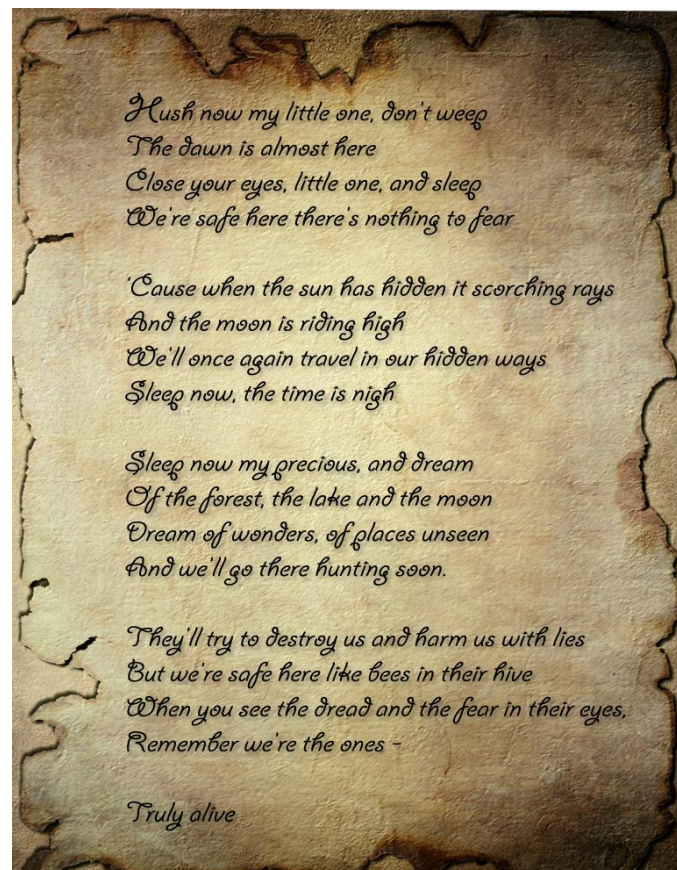 Hush now my little one, don't weep
The dawn is almost here
Close your eyes, little one, and sleep
We're safe here there's nothing to fear
'Cause when the sun has hidden it scorching rays
And the moon is riding high
We'll once again travel in our hidden ways
Sleep now, the time is nigh
Sleep now my precious, and dream
Of the forest, the lake and the moon
Dream of wonders, of places unseen
And we'll go there hunting soon.
They'll try to destroy us and harm us with lies
But we're safe here like bees in their hive
When you see the dread and the fear in their eyes,
Remember we're the ones -
Truly alive